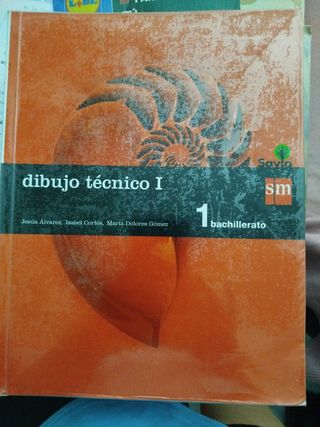 Savia
dibujo técnico I
sm
Jesús Álvarez, Isabel Cortés, María Dolores Gómez
1 bachillerato